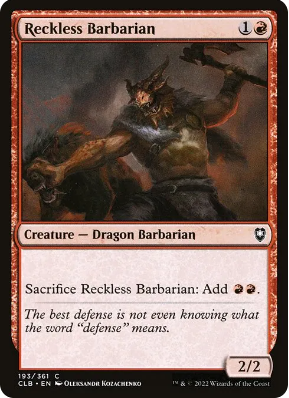 Reckless Barbarian 1
Creature — Dragon Barbarian
Sacrifice Reckless Barbarian: Add
The best defense is not even knowing what
the word “defense” means.
193/361 C
CLB • EN Oleksandr Kozachenko
2/2
™ & © 2022 Wizards of the Coast